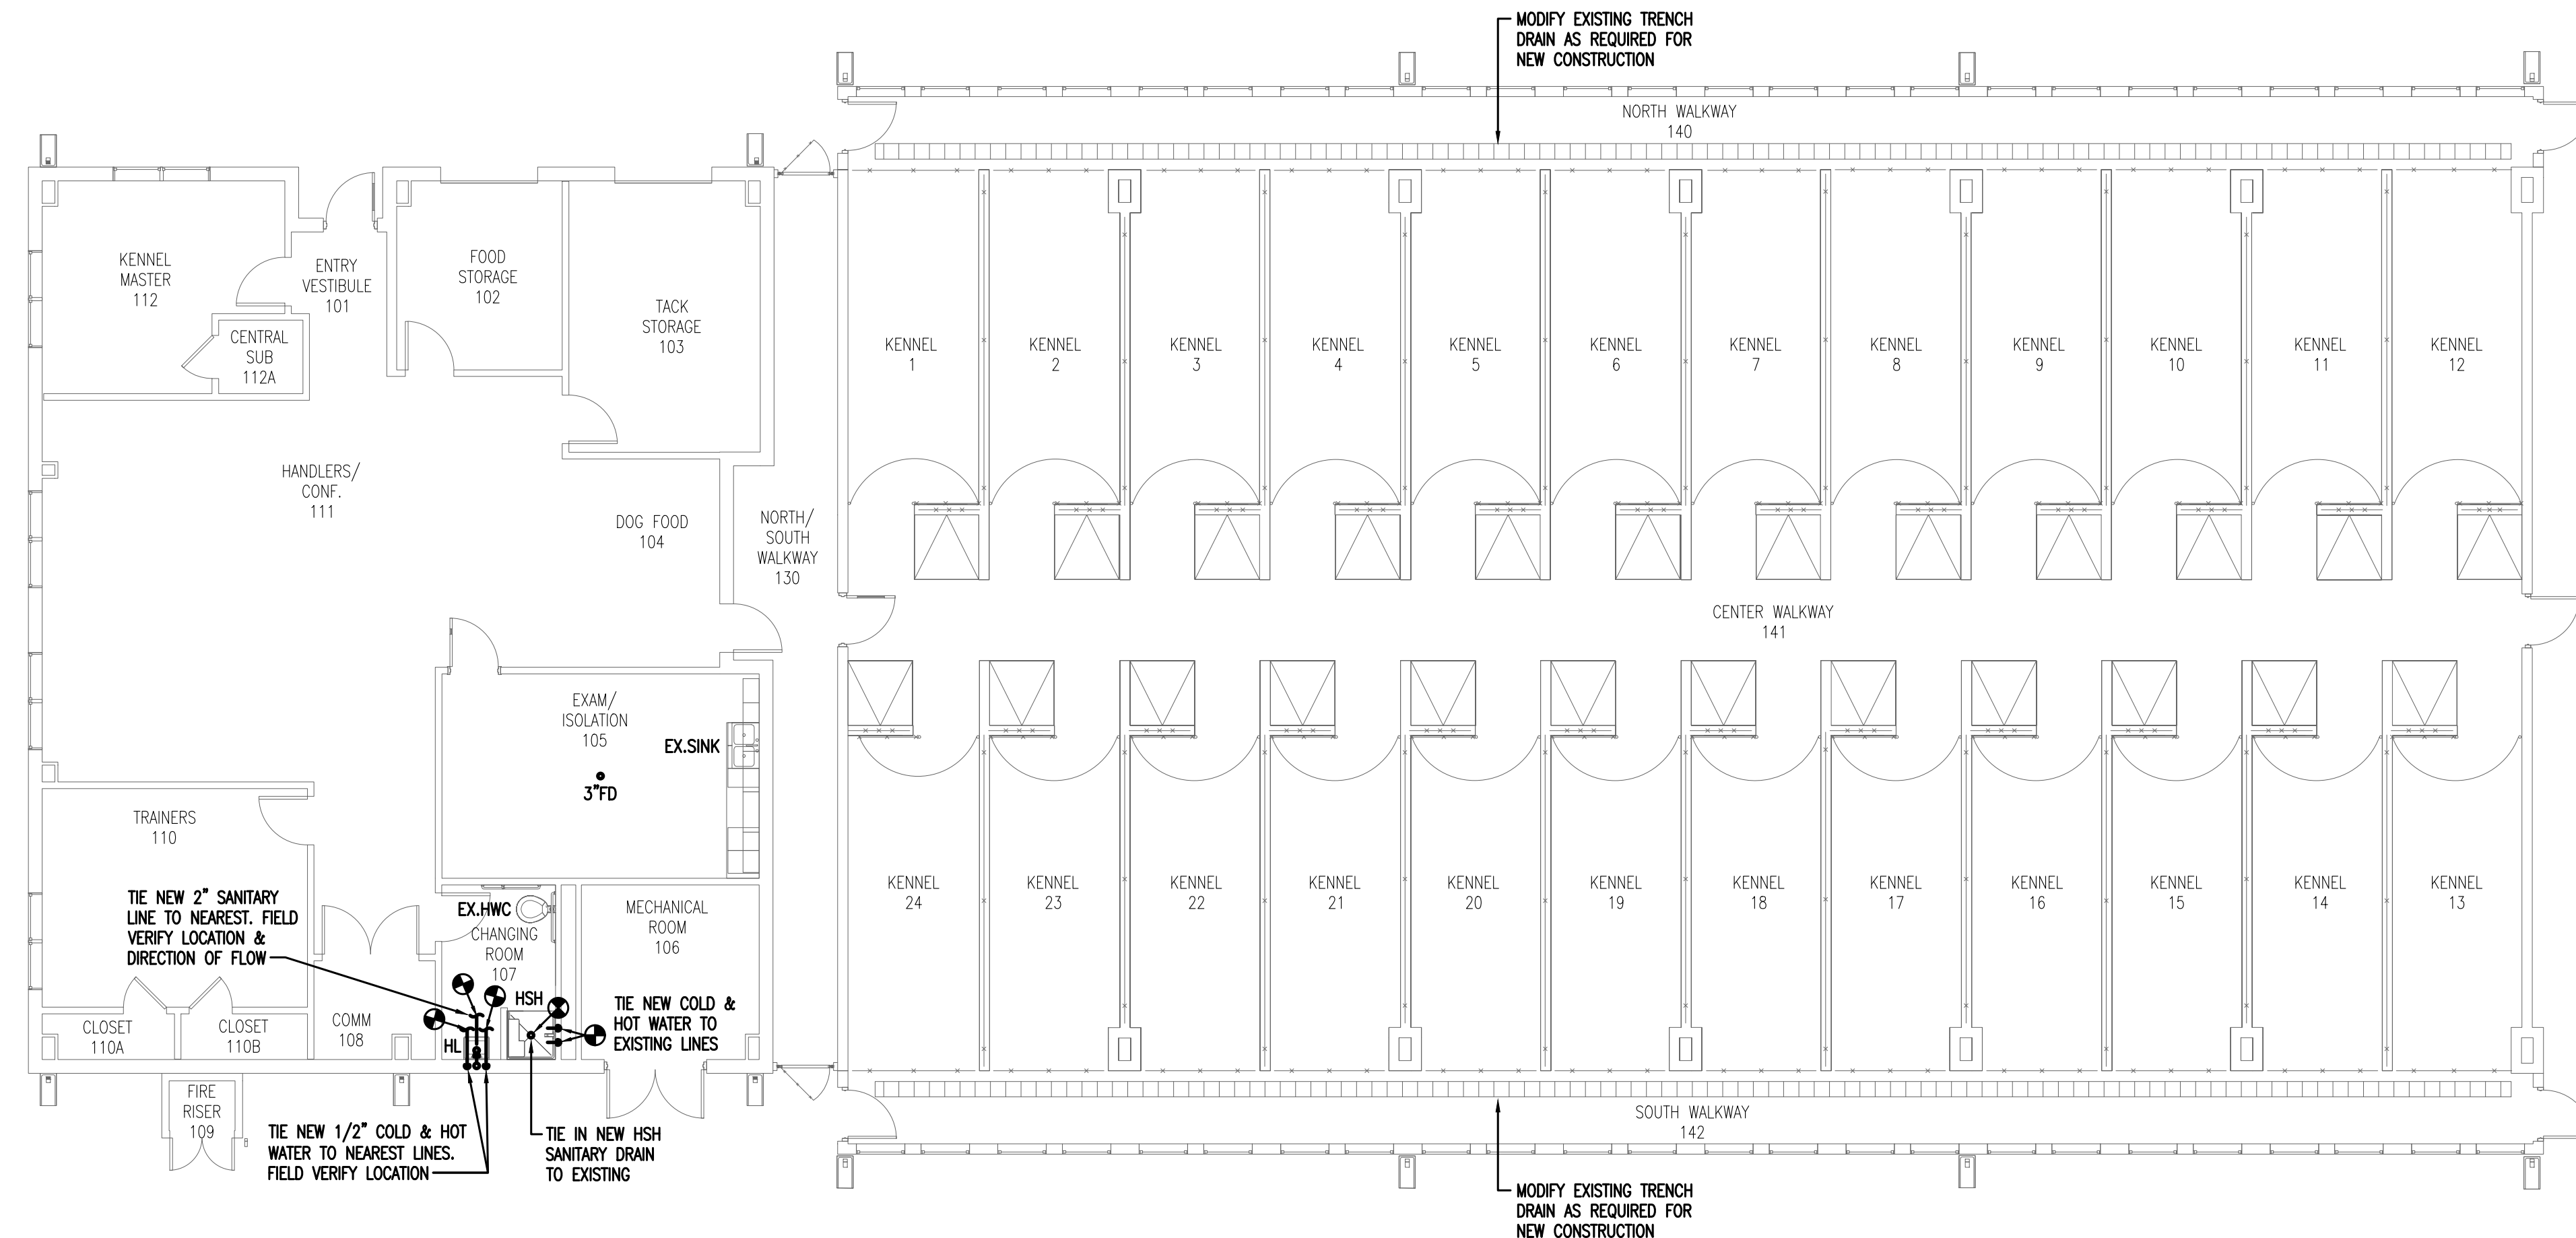 MODIFY EXISTING TRENCH
DRAIN AS REQUIRED FOR
NEW CONSTRUCTION
NORTH WALKWAY
140
KENNEL
MASTER
112
ENTRY
VESTIBULE
101
FOOD
STORAGE
102
TACK
STORAGE
103
CENTRAL
SUB
112A
KENNEL
1
KENNEL
2
KENNEL
3
KENNEL
4
KENNEL
5
KENNEL
6
KENNEL
7
KENNEL
8
KENNEL
9
KENNEL
10
KENNEL
11
KENNEL
12
HANDLERS/
CONF.
111
DOG FOOD
104
NORTH/
SOUTH
WALKWAY
130
CENTER WALKWAY
141
EXAM/
ISOLATION
105
EX.SINK
3"FD
TRAINERS
110
TIE NEW 2" SANITARY
LINE TO NEAREST. FIELD
VERIFY LOCATION &
DIRECTION OF FLOW
EX.HWC
CHANGING
ROOM
107
MECHANICAL
ROOM
106
KENNEL
24
KENNEL
23
KENNEL
22
KENNEL
21
KENNEL
20
KENNEL
19
KENNEL
18
KENNEL
17
KENNEL
16
KENNEL
15
KENNEL
14
KENNEL
13
HSH
TIE NEW COLD &
HOT WATER TO
EXISTING LINES
CLOSET
110A
CLOSET
110B
COMM
108
HL
FIRE
RISER
109
TIE NEW 1/2" COLD & HOT
WATER TO NEAREST LINES.
FIELD VERIFY LOCATION
TIE IN NEW HSH
SANITARY DRAIN
TO EXISTING
SOUTH WALKWAY
142
MODIFY EXISTING TRENCH
DRAIN AS REQUIRED FOR
NEW CONSTRUCTION